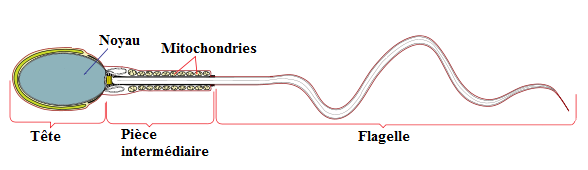 Noyau
Mitochondries
Tête
Pièce
intermédiaire
Flagelle